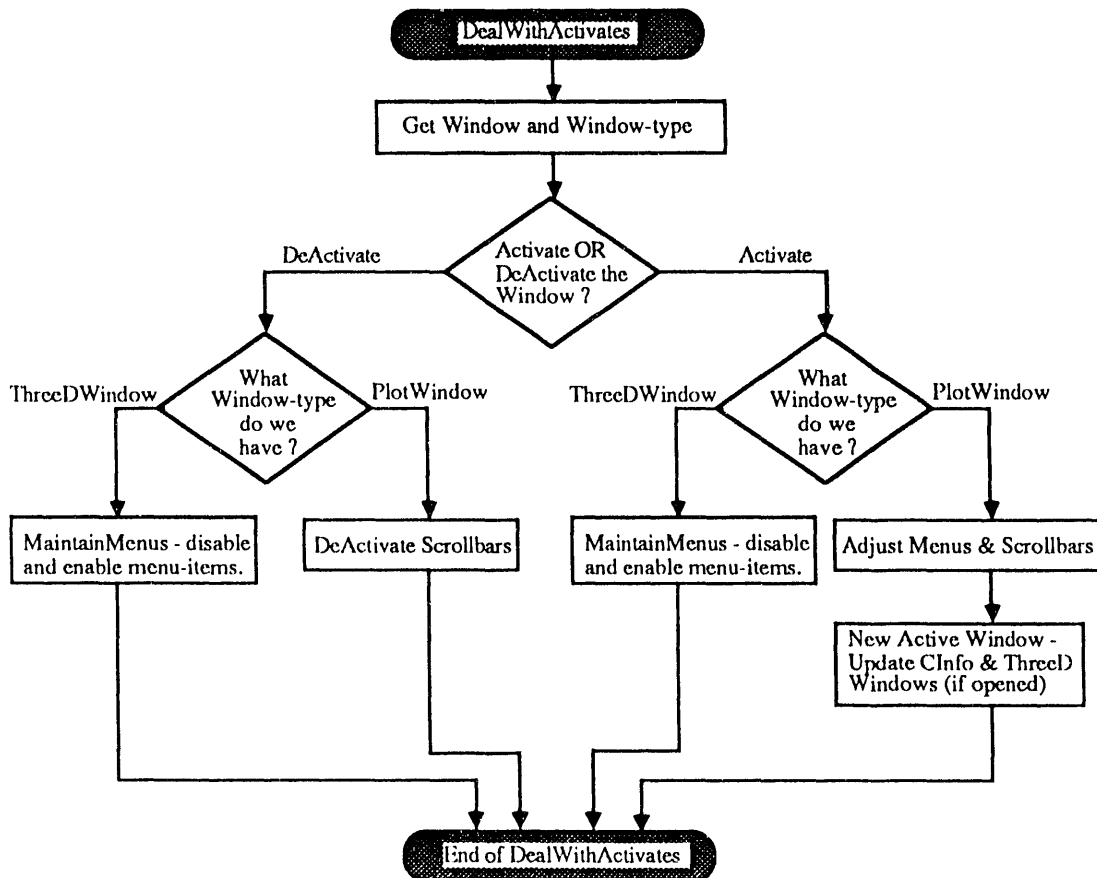 DealWithActivates
Get Window and Window-type
Activate OR
DeActivate the
Window ?
DeActivate
Activate
What
Window-type
do we
have ?
ThreeDWindow
PlotWindow
What
Window-type
do we
have ?
ThreeDWindow
PlotWindow
MaintainMenus - disable
and enable menu-items.
DeActivate Scrollbars
MaintainMenus - disable
and enable menu-items.
Adjust Menus & Scrollbars
New Active Window -
Update CInfo & ThreeD
Windows (if opened)
End of DealWithActivates